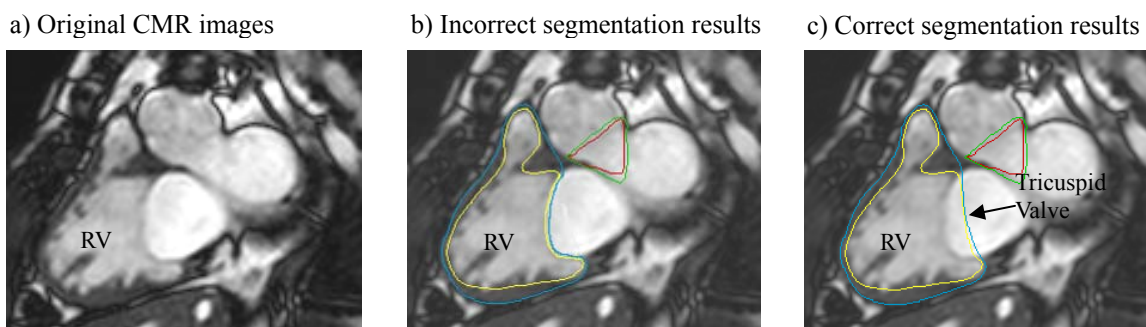 a) Original CMR images
b) Incorrect segmentation results
c) Correct segmentation results
RV
RV
RV
Tricuspid
Valve